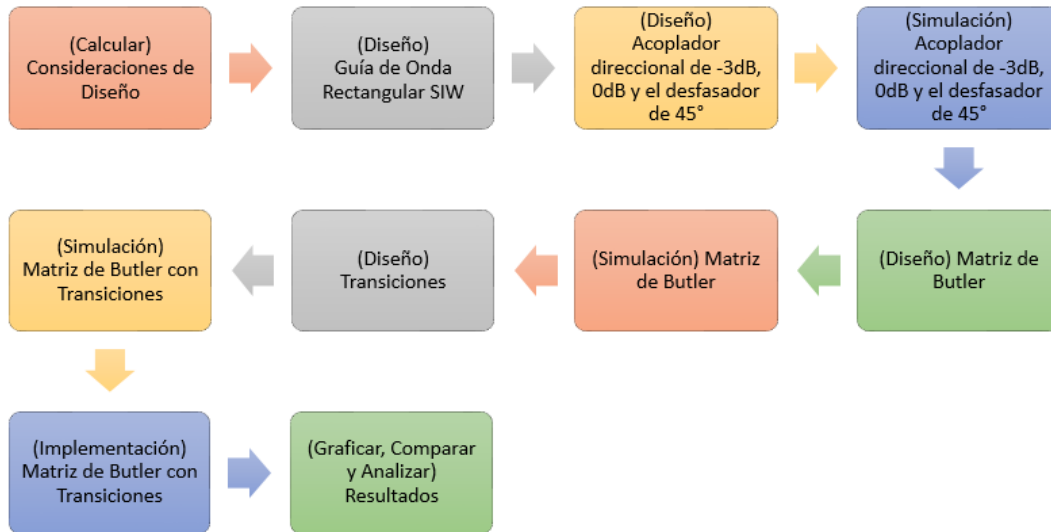 (Calcular)
Consideraciones de
Diseño
(Diseño)
Guía de Onda
Rectangular SIW
(Diseño)
Acoplador
direccional de -3dB,
0dB y el desfasador
de 45°
(Simulación)
Acoplador
direccional de -3dB,
0dB y el desfasador
de 45°
(Diseño) Matriz de
Butler
(Simulación) Matriz
de Butler
(Diseño)
Transiciones
(Simulación)
Matriz de Butler con
Transiciones
(Implementación)
Matriz de Butler con
Transiciones
(Graficar, Comparar
y Analizar)
Resultados